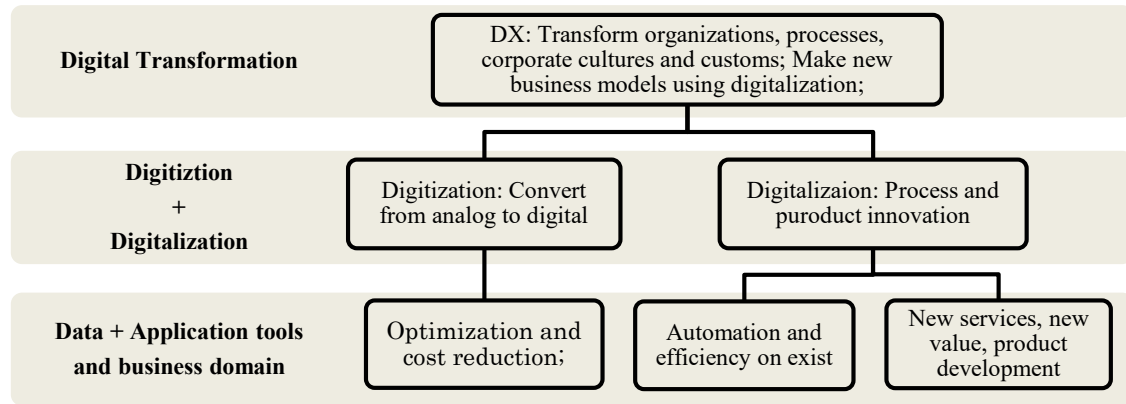 Digital Transformation
DX: Transform organizations, processes,
corporate cultures and customs; Make new
business models using digitalization;
Digitiztion
+
Digitalization
Digitization: Convert
from analog to digital
Digitalizaion: Process and
puroduct innovation
Data + Application tools
and business domain
Optimization and
cost reduction;
Automation and
efficiency on exist
New services, new
value, product
development